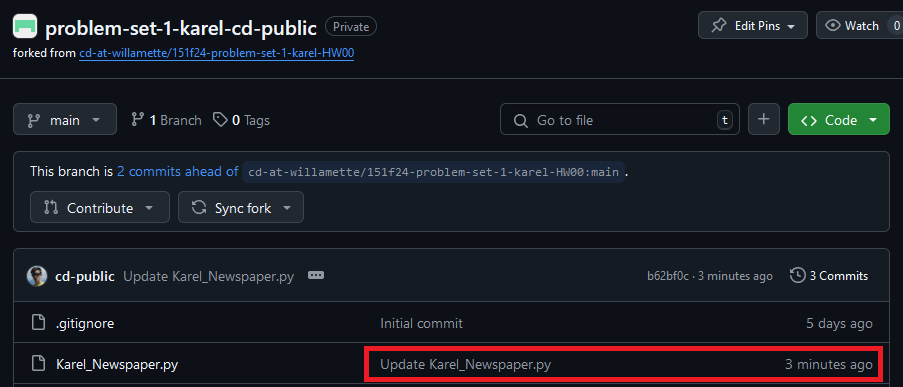 problem-set-1-karel-cd-public Private Edit Pins Watch 0
forked from cd-at-willamette/151f24-problem-set-1-karel-HW00
main 1 Branch 0 Tags Go to file t Code
This branch is 2 commits ahead of cd-at-willamette/151f24-problem-set-1-karel-HW00:main.
Contribute Sync fork
cd-public Update Karel_Newspaper.py b62bf0c · 3 minutes ago 3 Commits
.gitignore Initial commit 5 days ago
Karel_Newspaper.py Update Karel_Newspaper.py 3 minutes ago